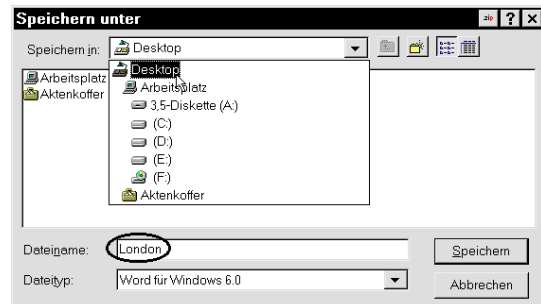 Speichern unter
zip ? X
Speichern in: Desktop
Arbeitsplatz
Aktenkoffer
Desktop
Arbeitsplatz
3,5-Diskette (A:)
(C:)
(D:)
(E:)
(F:)
Aktenkoffer
Dateiname: London Speichern
Dateityp: Word für Windows 6.0 Abbrechen